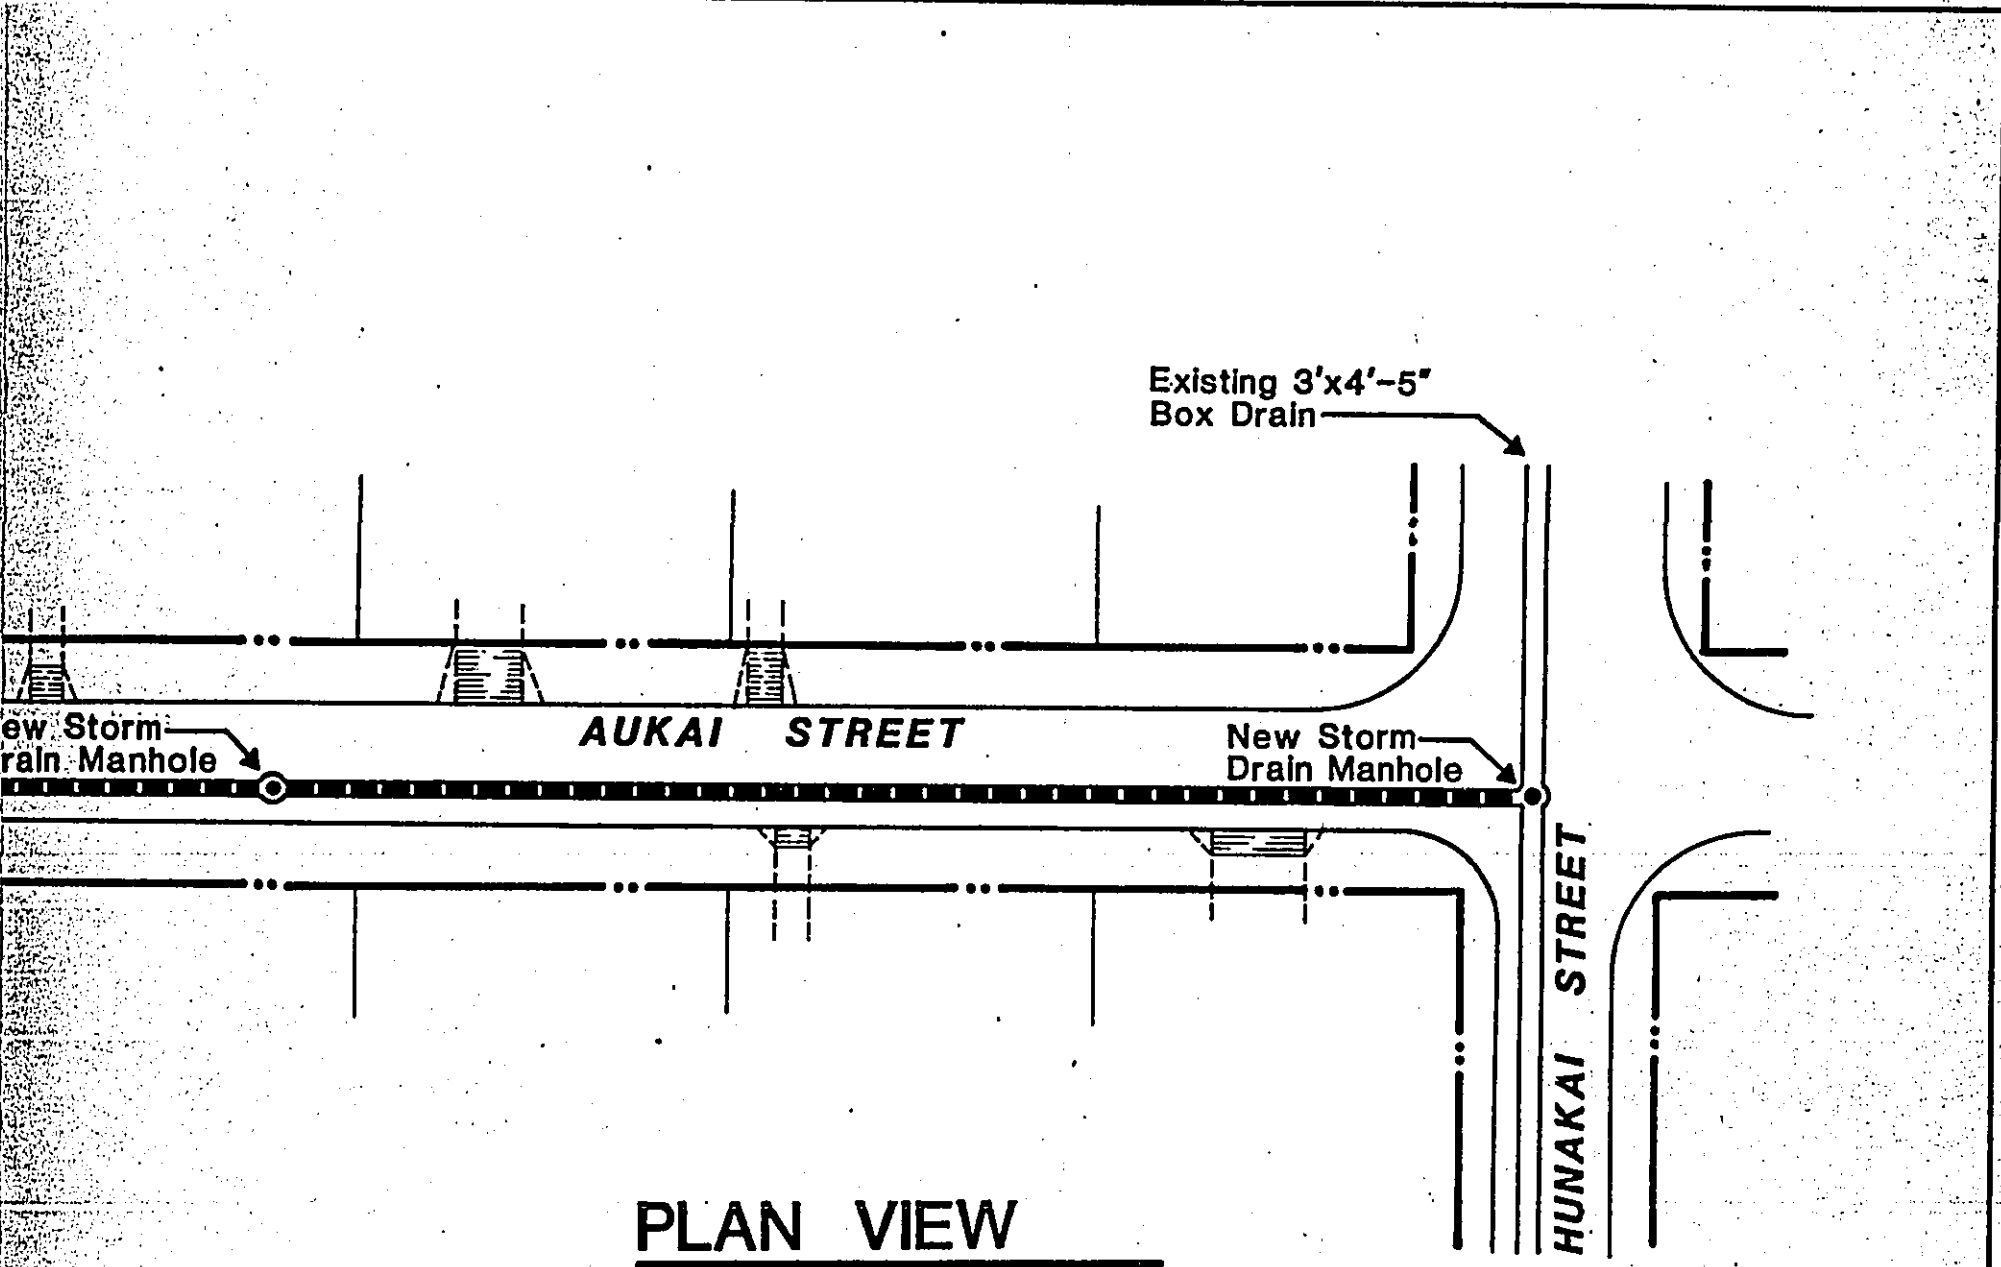 Existing 3'x4'-5"
Box Drain
AUKAI STREET
ew Storm
rain Manhole
New Storm
Drain Manhole
HUNAKAI STREET
PLAN VIEW